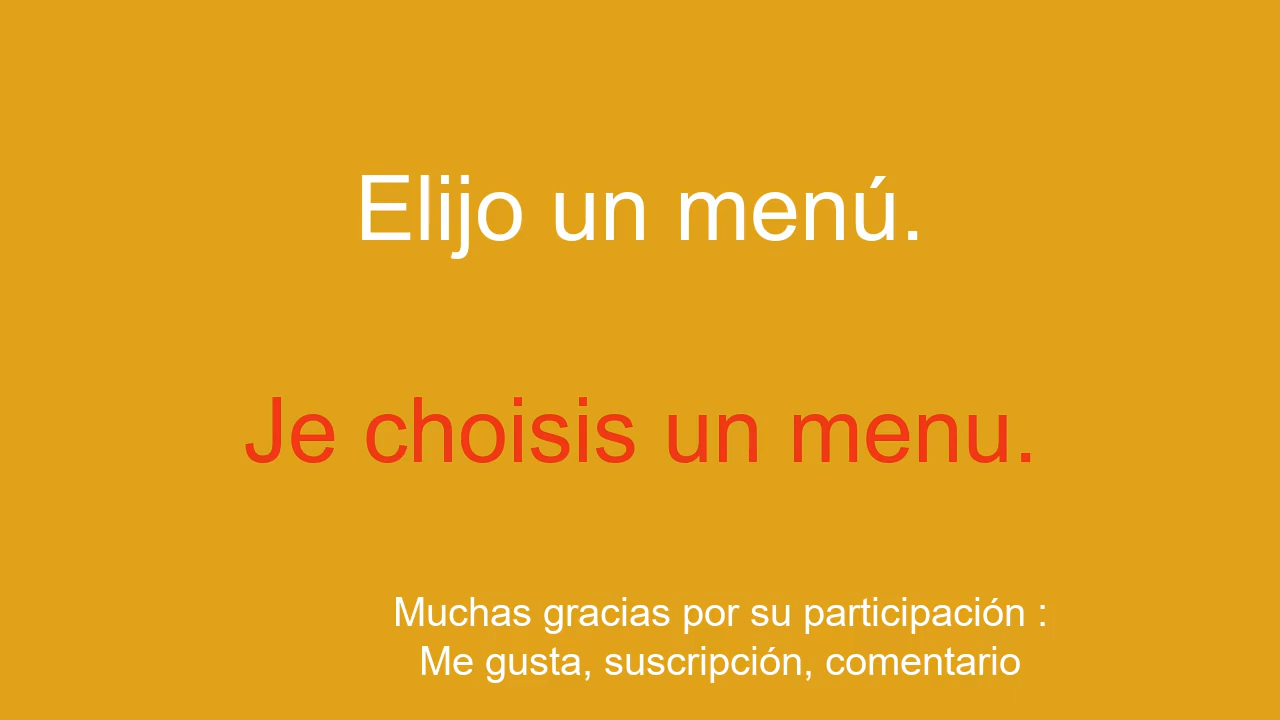 Elijo un menú.
Je choisis un menu.
Muchas gracias por su participación :
Me gusta, suscripción, comentario